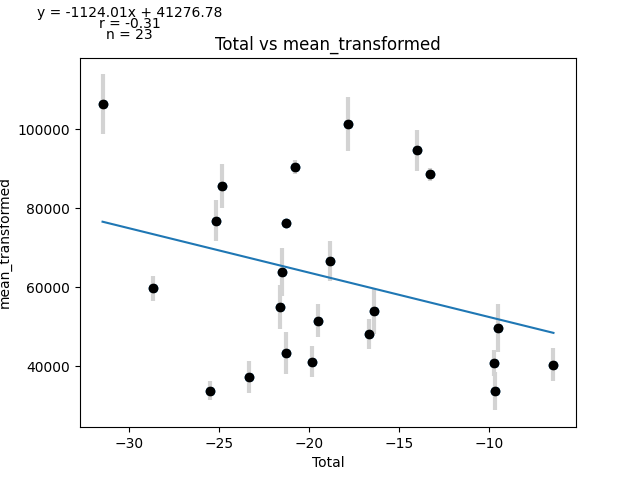 y = -1124.01x + 41276.78
r = -0.31
n = 23
Total vs mean_transformed
mean_transformed
100000
80000
60000
40000
−30
−25
−20
−15
−10
Total